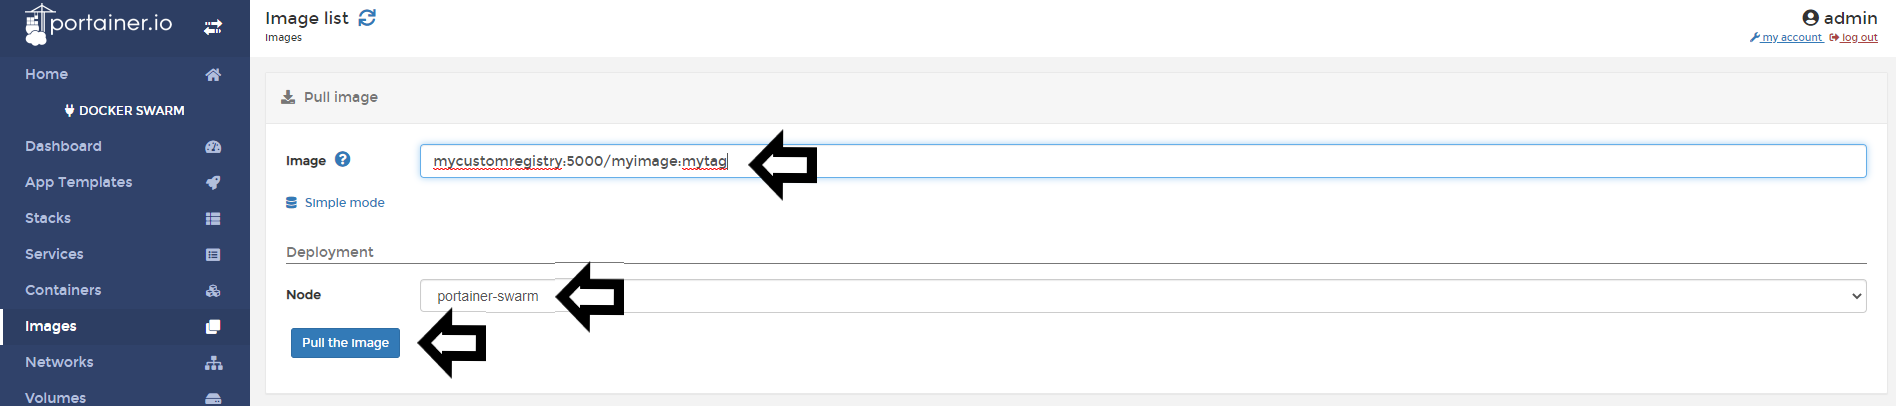 portainer.io
Home
DOCKER SWARM
Dashboard
App Templates
Stacks
Services
Containers
Images
Networks
Volumes
Image list
Images
admin
my account log out
Pull image
Image
mycustomregistry:5000/myimage:mytag
Simple mode
Deployment
Node
portainer-swarm
Pull the image